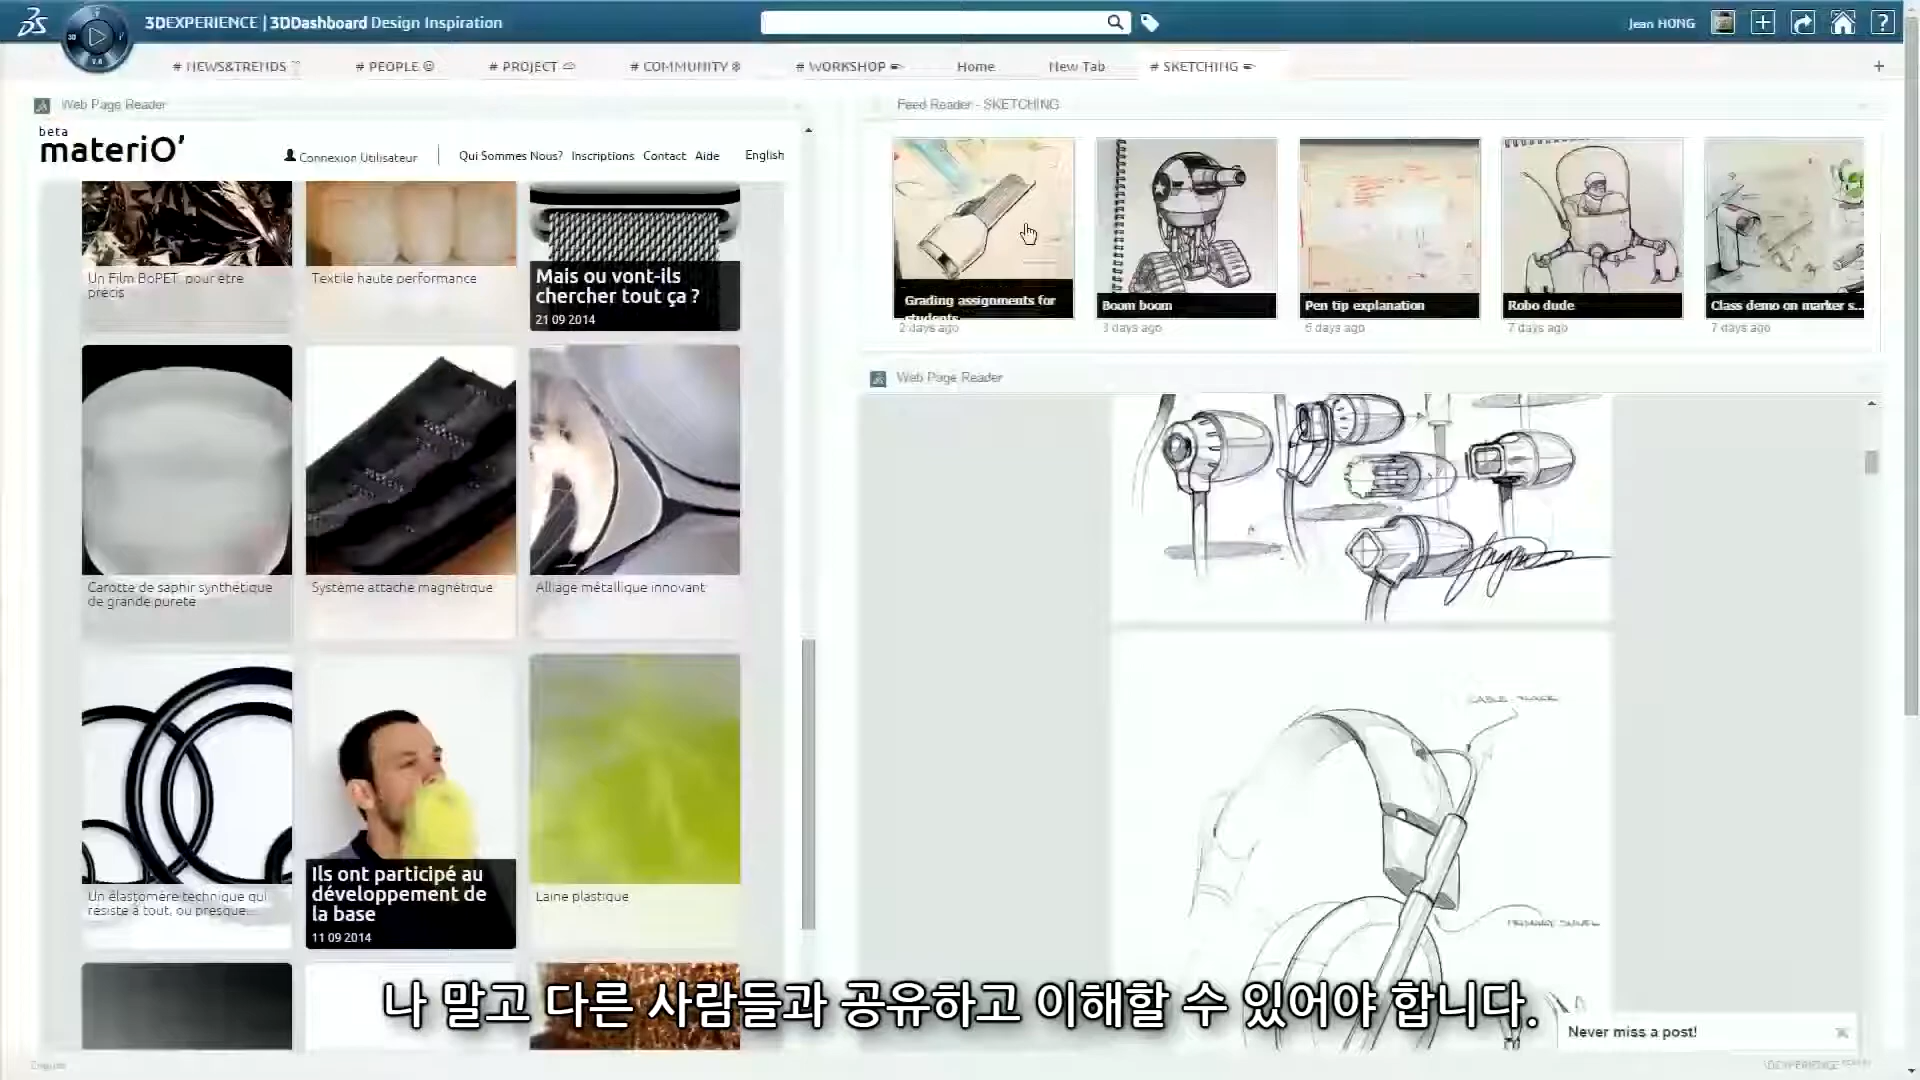 3DEXPERIENCE | 3DDashboard Design Inspiration
Jean HONG
# NEWS&TRENDS
# PEOPLE
# PROJECT
# COMMUNITY
# WORKSHOP
Home
New Tab
# SKETCHING
Web Page Reader
beta
materiO'
Connexion Utilisateur
Qui Sommes Nous?
Inscriptions
Contact
Aide
English
Un Film BoPET pour être
précis
Textile haute performance
Mais ou vont-ils
chercher tout ça ?
21 09 2014
Carotte de saphir synthétique
de grande purete
Système attache magnétique
Alliage métallique innovant
Un élastomère technique qui
résiste à tout, ou presque...
Ils ont participé au
développement de
la base
11 09 2014
Laine plastique
Feed Reader - SKETCHING
Grading assignments for
students
2 days ago
Boom boom
3 days ago
Pen tip explanation
Robo dude
7 days ago
Class demo on marker s...
7 days ago
Web Page Reader
나 말고 다른 사람들과 공유하고 이해할 수 있어야 합니다.
Never miss a post!